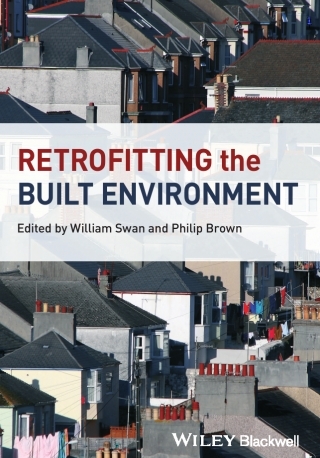 RETROFITTING the
BUILT ENVIRONMENT
Edited by William Swan and Philip Brown
WILEY Blackwell